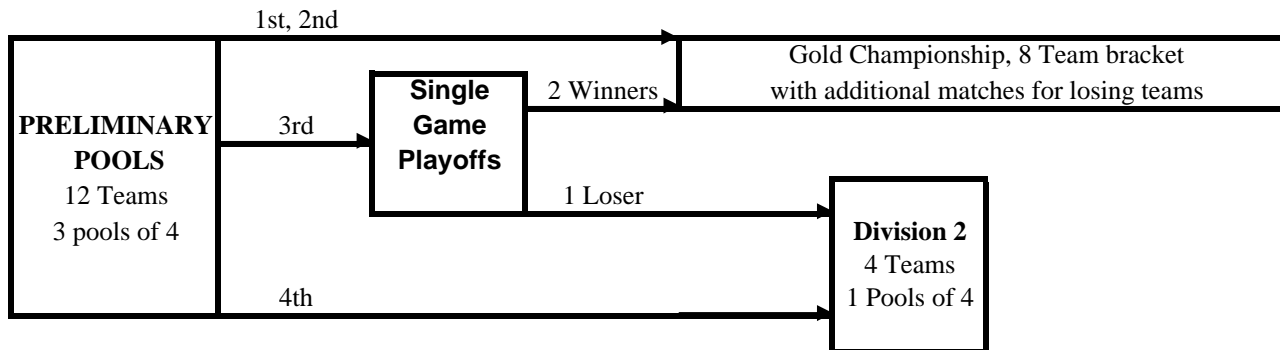 1st, 2nd
Gold Championship, 8 Team bracket
with additional matches for losing teams
Single
Game
Playoffs
2 Winners
PRELIMINARY
POOLS
12 Teams
3 pools of 4
3rd
1 Loser
Division 2
4 Teams
1 Pools of 4
4th